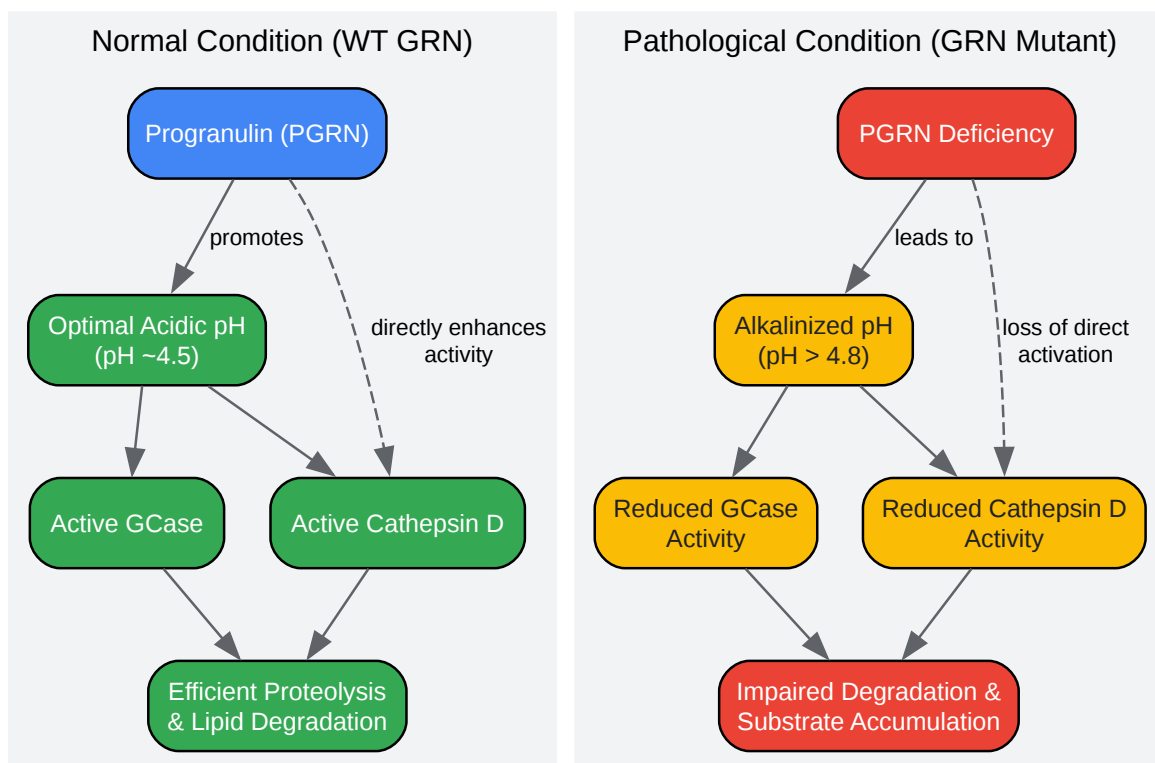 Normal Condition (WT GRN)
Progranulin (PGRN)
promotes
directly enhances
activity
Optimal Acidic pH
(pH ~4.5)
Active GCase
Active Cathepsin D
Efficient Proteolysis
& Lipid Degradation
Pathological Condition (GRN Mutant)
PGRN Deficiency
leads to
loss of direct
activation
Alkalinized pH
(pH > 4.8)
Reduced GCase
Activity
Reduced Cathepsin D
Activity
Impaired Degradation &
Substrate Accumulation